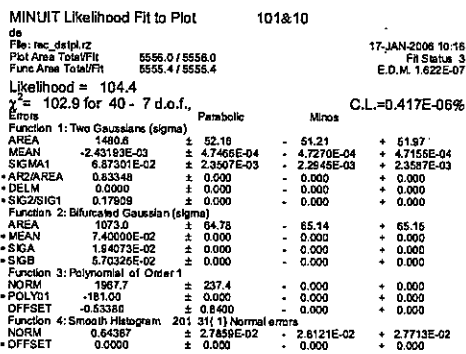 MINUIT Likelihood Fit to Plot 101&10
de
File: rec_dstpi.rz 17-JAN-2006 10:16
Plot Area Total/Fit 5556.0 / 5556.0 Fit Status 3
Func Area Total/Fit 5555.4 / 5555.4 E.D.M. 1.622E-07
Likelihood = 104.4
χ²= 102.9 for 40 - 7 d.o.f., C.L.=0.417E-06%
Errors Parabolic Minos
Function 1: Two Gaussians (sigma)
AREA 1480.6 ± 52.16 - 51.21 + 51.97
MEAN -2.43193E-03 ± 4.7466E-04 - 4.7270E-04 + 4.7156E-04
SIGMA1 6.87301E-02 ± 2.3507E-03 - 2.2945E-03 + 2.3587E-03
* AR2/AREA 0.83348 ± 0.000 - 0.000 + 0.000
* DELM 0.0000 ± 0.000 - 0.000 + 0.000
* SIG2/SIG1 0.17909 ± 0.000 - 0.000 + 0.000
Function 2: Bifurcated Gaussian (sigma)
AREA 1073.0 ± 64.78 - 65.14 + 65.15
* MEAN 7.40000E-02 ± 0.000 - 0.000 + 0.000
* SIGA 1.94073E-02 ± 0.000 - 0.000 + 0.000
* SIGB 5.70325E-02 ± 0.000 - 0.000 + 0.000
Function 3: Polynomial of Order 1
NORM 1967.7 ± 237.4 - 0.000 + 0.000
* POLY01 -181.00 ± 0.000 - 0.000 + 0.000
OFFSET -0.53380 ± 0.8400 - 0.000 + 0.000
Function 4: Smooth Histogram 201 31( 1) Normal errors
NORM 0.64367 ± 2.7859E-02 - 2.6121E-02 + 2.7713E-02
* OFFSET 0.0000 ± 0.000 - 0.000 + 0.000